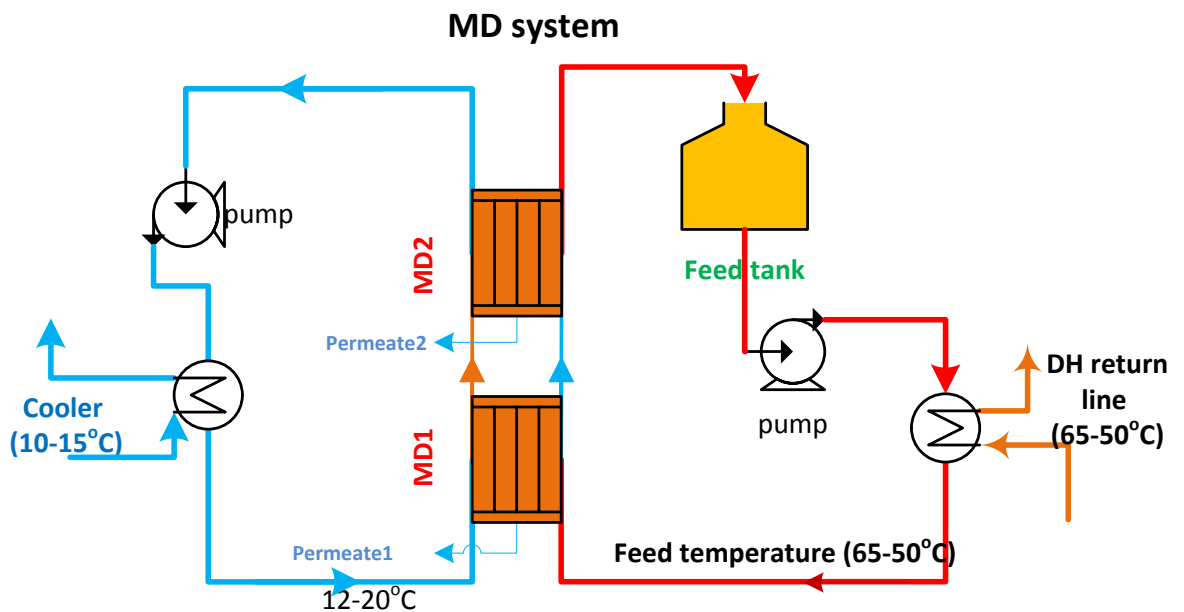 MD system
pump
MD2
Feed tank
Permeate2
pump
DH return
line
(65-50°C)
Cooler
(10-15°C)
MD1
Permeate1
Feed temperature (65-50°C)
12-20°C